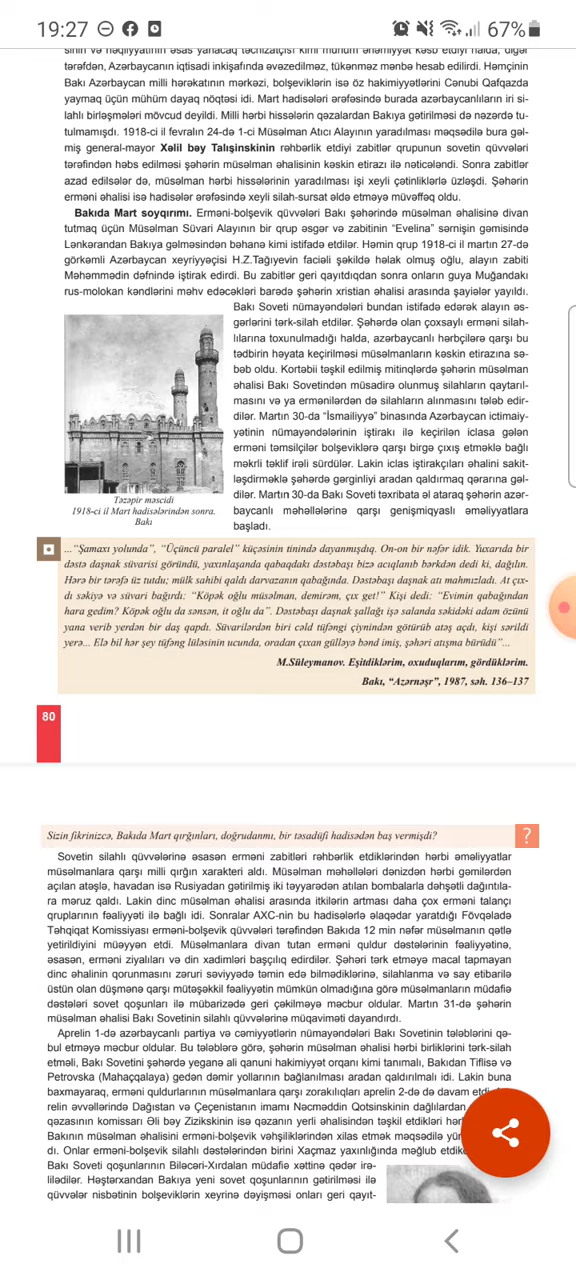 19:27
67%
sinin və nəqliyyatının əsas yanacaq təchizatçısı kimi mühüm əhəmiyyət kəsb etdiyi halda, digər
tərəfdən, Azərbaycanın iqtisadi inkişafında əvəzedilməz, tükənməz mənbə hesab edilirdi. Həmçinin
Bakı Azərbaycan milli hərəkatının mərkəzi, bolşeviklərin isə öz hakimiyyətlərini Cənubi Qafqazda
yaymaq üçün mühüm dayaq nöqtəsi idi. Mart hadisələri ərəfəsində burada azərbaycanlıların iri si-
lahlı birləşmələri mövcud deyildi. Milli hərbi hissələrin qəzalardan Bakıya gətirilməsi də nəzərdə tu-
tulmamışdı. 1918-ci il fevralın 24-də 1-ci Müsəlman Atıcı Alayının yaradılması məqsədilə bura gəl-
miş general-mayor Xəlil bəy Talışinskinin rəhbərlik etdiyi zabitlər qrupunun sovetin qüvvələri
tərəfindən həbs edilməsi şəhərin müsəlman əhalisinin kəskin etirazı ilə nəticələndi. Sonra zabitlər
azad edilsələr də, müsəlman hərbi hissələrinin yaradılması işi xeyli çətinliklərlə üzləşdi. Şəhərin
erməni əhalisi isə hadisələr ərəfəsində xeyli silah-sursat əldə etməyə müvəffəq oldu.
Bakıda Mart soyqırımı. Erməni-bolşevik qüvvələri Bakı şəhərində müsəlman əhalisinə divan
tutmaq üçün Müsəlman Süvari Alayının bir qrup əsgər və zabitinin “Evelina” sərnişin gəmisində
Lənkərandan Bakıya gəlməsindən bəhanə kimi istifadə etdilər. Həmin qrup 1918-ci il martın 27-də
görkəmli Azərbaycan xeyriyyəçisi H.Z.Tağıyevin faciəli şəkildə həlak olmuş oğlu, alayın zabiti
Məhəmmədin dəfnində iştirak edirdi. Bu zabitlər geri qayıtdıqdan sonra onların guya Muğandakı
rus-molokan kəndlərini məhv edəcəkləri barədə şəhərin xristian əhalisi arasında şayiələr yayıldı.
Bakı Soveti nümayəndələri bundan istifadə edərək alayın əs-
gərlərini tərk-silah etdilər. Şəhərdə olan çoxsaylı erməni silah-
lılarına toxunulmadığı halda, azərbaycanlı hərbçilərə qarşı bu
tədbirin həyata keçirilməsi müsəlmanların kəskin etirazına sə-
bəb oldu. Kortəbii təşkil edilmiş mitinqlərdə şəhərin müsəlman
əhalisi Bakı Sovetindən müsadirə olunmuş silahların qaytarıl-
masını və ya ermənilərdən də silahların alınmasını tələb edir-
dilər. Martın 30-da “İsmailiyyə” binasında Azərbaycan ictimaiy-
yətinin nümayəndələrinin iştirakı ilə keçirilən iclasa gələn
erməni təmsilçilər bolşeviklərə qarşı birgə çıxış etməklə bağlı
məkrli təklif irəli sürdülər. Lakin iclas iştirakçıları əhalini sakit-
ləşdirməklə şəhərdə gərginliyi aradan qaldırmaq qərarına gəl-
dilər. Martın 30-da Bakı Soveti təxribata əl ataraq şəhərin azər-
baycanlı məhəllələrinə qarşı genişmiqyaslı əməliyyatlara
başladı.
Təzəpir məscidi
1918-ci il Mart hadisələrindən sonra.
Bakı
...“Şamaxı yolunda”, “Üçüncü paralel” küçəsinin tinində dayanmışdıq. On-on bir nəfər idik. Yuxarıda bir
dəstə daşnak süvarisi göründü, yaxınlaşanda qabaqdakı dəstəbaşı bizə acıqlanıb bərkdən dedi ki, dağılın.
Hərə bir tərəfə üz tutdu; mülk sahibi qaldı darvazanın qabağında. Dəstəbaşı daşnak atı mahmızladı. At çıx-
dı səkiyə və süvari bağırdı: “Köpək oğlu müsəlman, demirəm, çıx get!” Kişi dedi: “Evimin qabağından
hara gedim? Köpək oğlu da sənsən, it oğlu da”. Dəstəbaşı daşnak şallağı işə salanda səkidəki adam özünü
yana verib yerdən bir daş qapdı. Süvarilərdən biri cəld tüfəngi çiynindən götürüb atəş açdı, kişi sərildi
yerə... Elə bil hər şey tüfəng lüləsinin ucunda, oradan çıxan gülləyə bənd imiş, şəhəri atışma bürüdü”...
M.Süleymanov. Eşitdiklərim, oxuduqlarım, gördüklərim.
Bakı, “Azərnəşr”, 1987, səh. 136–137
80
Sizin fikrinizcə, Bakıda Mart qırğınları, doğrudanmı, bir təsadüfi hadisədən baş vermişdi?
?
Sovetin silahlı qüvvələrinə əsasən erməni zabitləri rəhbərlik etdiklərindən hərbi əməliyyatlar
müsəlmanlara qarşı milli qırğın xarakteri aldı. Müsəlman məhəllələri dənizdən hərbi gəmilərdən
açılan atəşlə, havadan isə Rusiyadan gətirilmiş iki təyyarədən atılan bombalarla dəhşətli dağıntıla-
ra məruz qaldı. Lakin dinc müsəlman əhalisi arasında itkilərin artması daha çox erməni talançı
qruplarının fəaliyyəti ilə bağlı idi. Sonralar AXC-nin bu hadisələrlə əlaqədar yaratdığı Fövqəladə
Təhqiqat Komissiyası erməni-bolşevik qüvvələri tərəfindən Bakıda 12 min nəfər müsəlmanın qətlə
yetirildiyini müəyyən etdi. Müsəlmanlara divan tutan erməni quldur dəstələrinin fəaliyyətinə,
əsasən, erməni ziyalıları və din xadimləri başçılıq edirdilər. Şəhəri tərk etməyə macal tapmayan
dinc əhalinin qorunmasını zəruri səviyyədə təmin edə bilmədiklərinə, silahlanma və say etibarilə
üstün olan düşmənə qarşı mütəşəkkil fəaliyyətin mümkün olmadığına görə müsəlmanların müdafiə
dəstələri sovet qoşunları ilə mübarizədə geri çəkilməyə məcbur oldular. Martın 31-də şəhərin
müsəlman əhalisi Bakı Sovetinin silahlı qüvvələrinə müqaviməti dayandırdı.
Aprelin 1-də azərbaycanlı partiya və cəmiyyətlərin nümayəndələri Bakı Sovetinin tələblərini qə-
bul etməyə məcbur oldular. Bu tələblərə görə, şəhərin müsəlman əhalisi hərbi birliklərini tərk-silah
etməli, Bakı Sovetini şəhərdə yeganə ali qanuni hakimiyyət orqanı kimi tanımalı, Bakıdan Tiflisə və
Petrovska (Mahaçqalaya) gedən dəmir yollarının bağlanılması aradan qaldırılmalı idi. Lakin buna
baxmayaraq, erməni quldurlarının müsəlmanlara qarşı zorakılıqları aprelin 2-də də davam etdi
relin əvvəllərində Dağıstan və Çeçenistanın imamı Nəcməddin Qotsinskinin dağlılardan
qəzasının komissarı Əli bəy Zizikskinin isə qəzanın yerli əhalisindən təşkil etdikləri
Bakının müsəlman əhalisini erməni-bolşevik vəhşiliklərindən xilas etmək məqsədilə
dı. Onlar erməni-bolşevik silahlı dəstələrindən birini Xaçmaz yaxınlığında məğlub
Bakı Soveti qoşunlarının Biləcəri-Xırdalan müdafiə xəttinə qədər irə-
lilədilər. Həştərxandan Bakıya yeni sovet qoşunlarının gətirilməsi ilə
qüvvələr nisbətinin bolşeviklərin xeyrinə dəyişməsi onları geri qayıt-